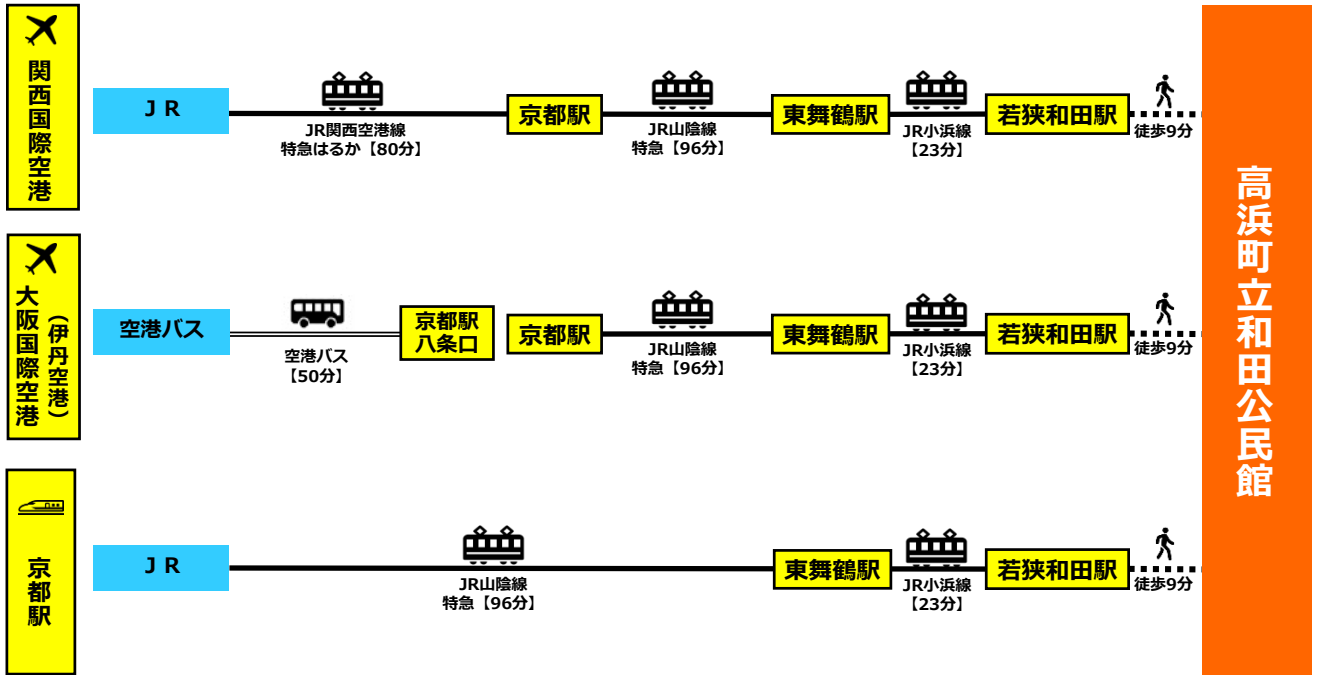 関西国際空港
JR
JR関西空港線
特急はるか【80分】
京都駅
JR山陰線
特急【96分】
東舞鶴駅
JR小浜線
【23分】
若狭和田駅
徒歩9分
大阪国際空港
(伊丹空港)
空港バス
空港バス
【50分】
京都駅
八条口
京都駅
JR山陰線
特急【96分】
東舞鶴駅
JR小浜線
【23分】
若狭和田駅
徒歩9分
京都駅
JR
JR山陰線
特急【96分】
東舞鶴駅
JR小浜線
【23分】
若狭和田駅
徒歩9分
高浜町立和田公民館